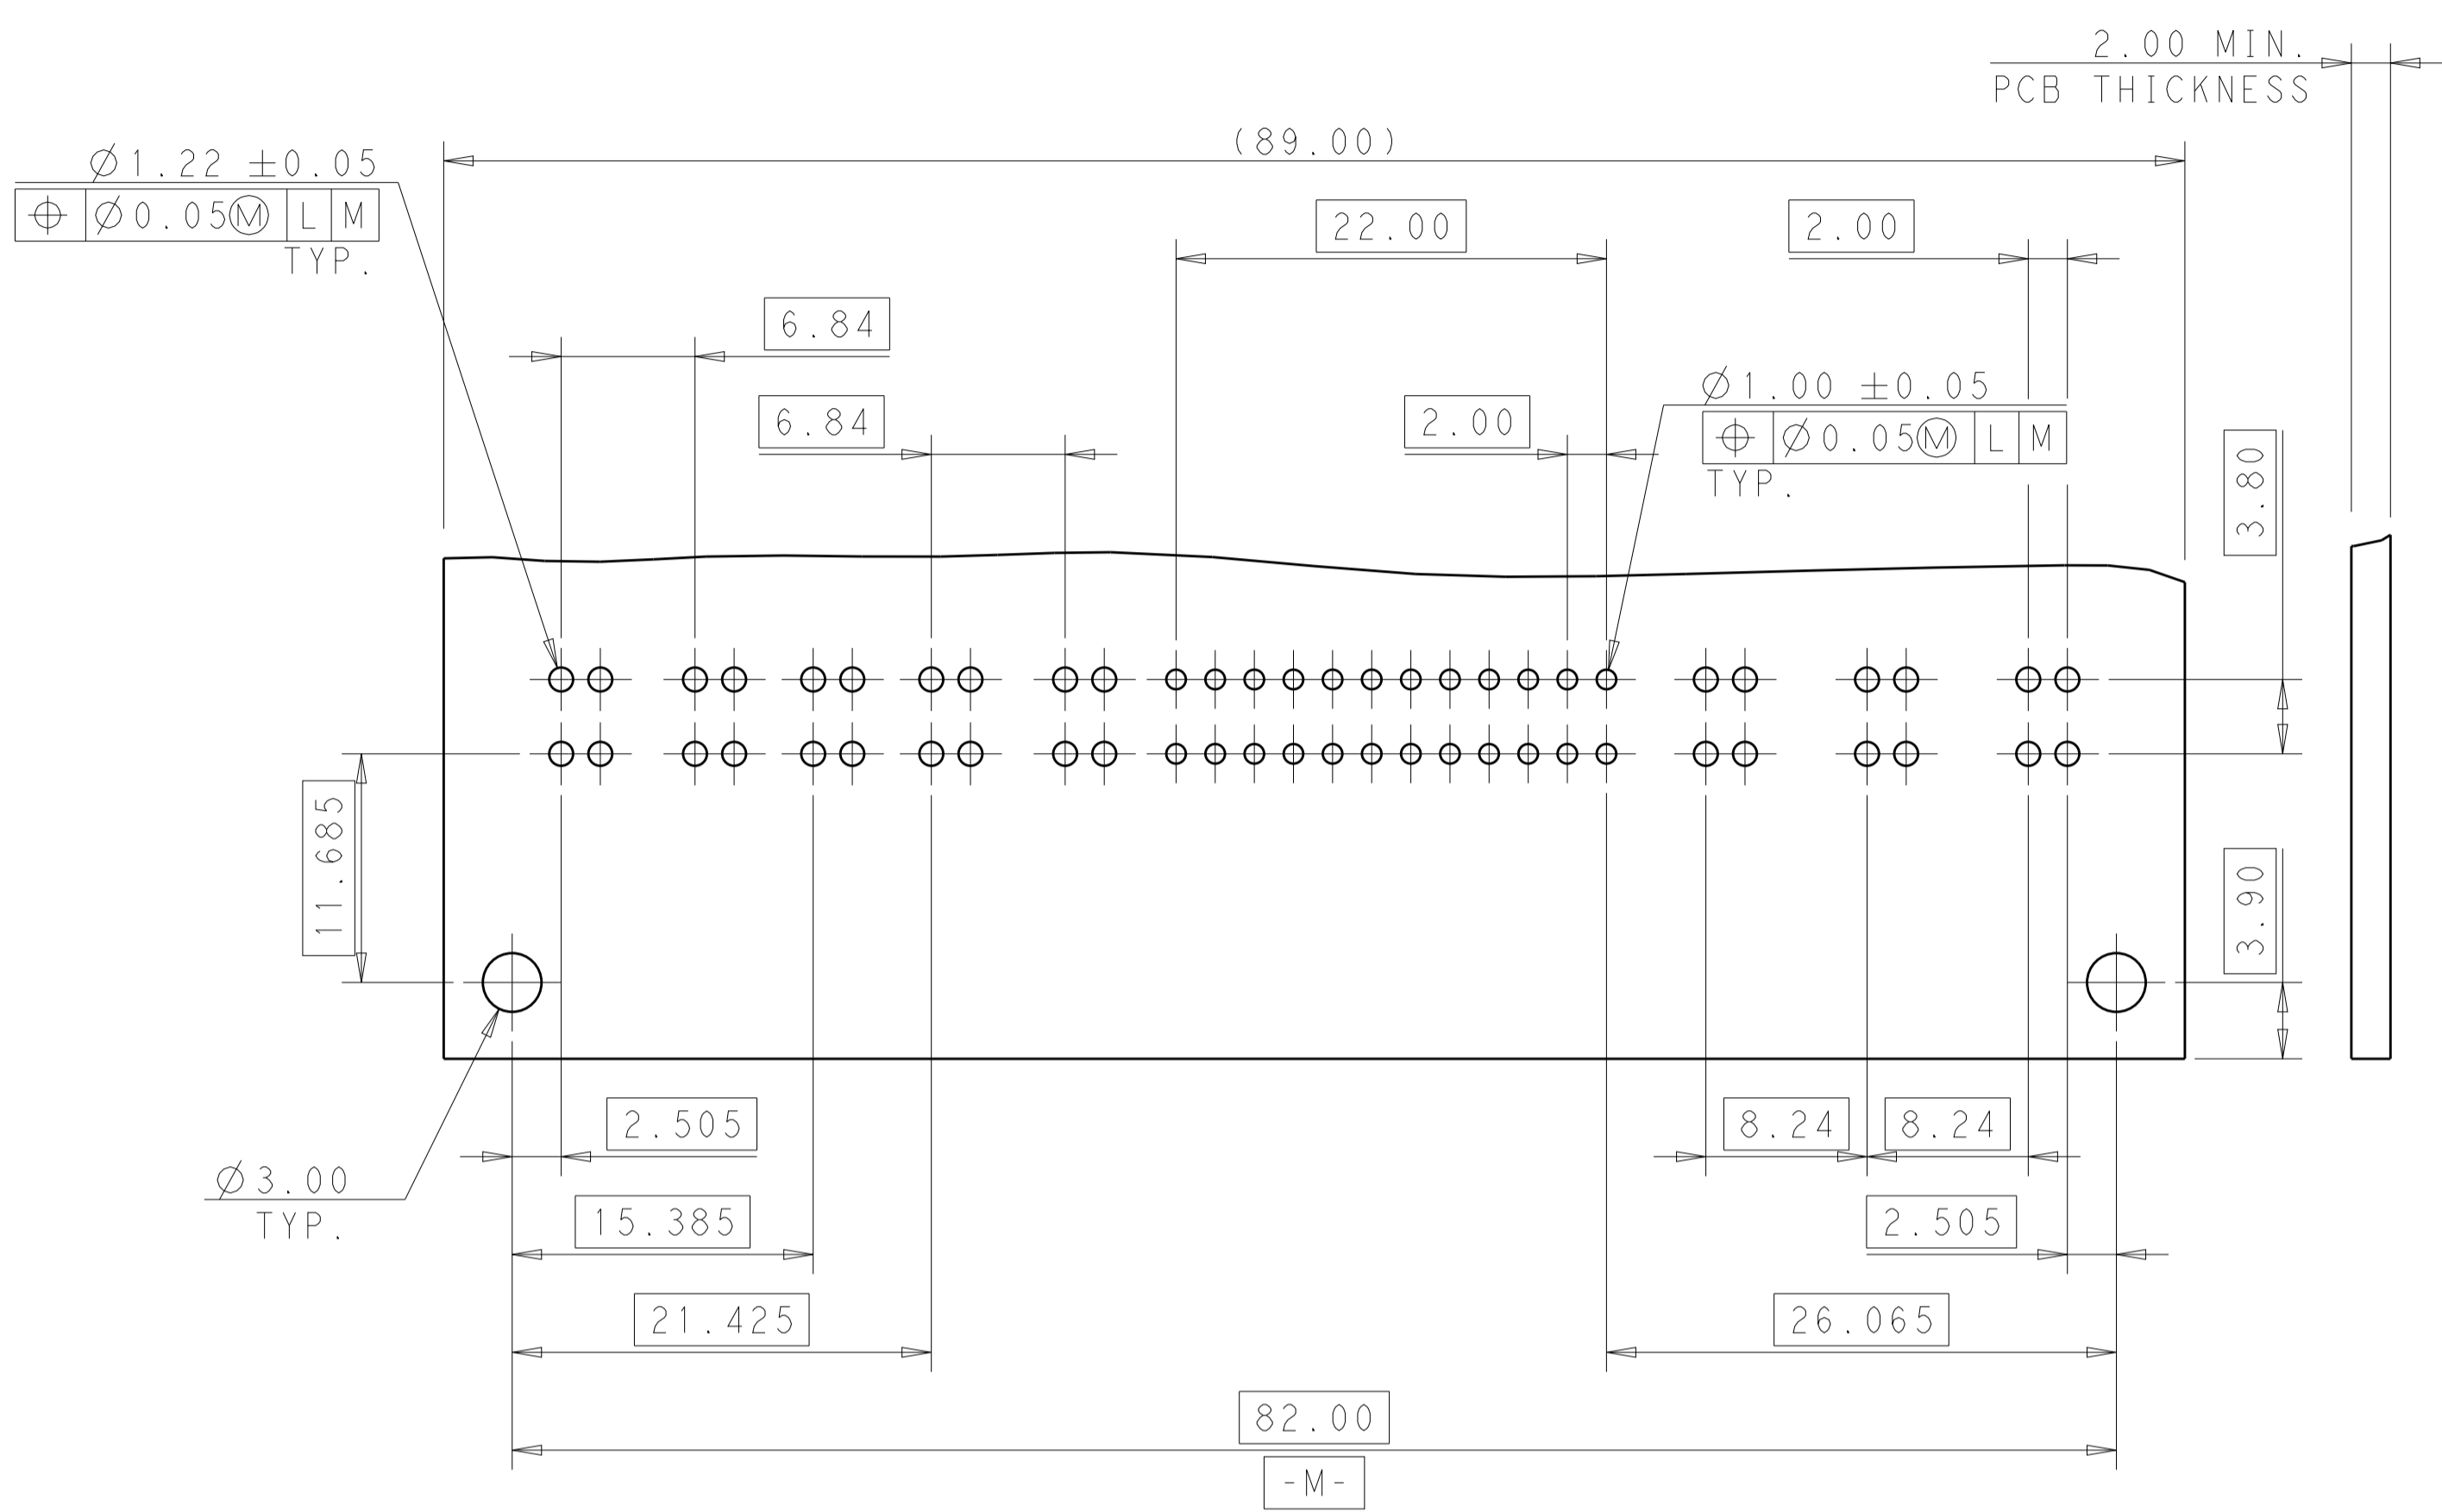 2.00 MIN.
PCB THICKNESS
(89.00)
Ø1.22 ±0.05
⌖ Ø0.05Ⓜ L M
TYP.
22.00
2.00
6.84
6.84
2.00
Ø1.00 ±0.05
⌖ Ø0.05Ⓜ L M
TYP.
3.80
11.685
3.90
2.505
8.24
8.24
Ø3.00
TYP.
15.385
2.505
21.425
26.065
82.00
-M-